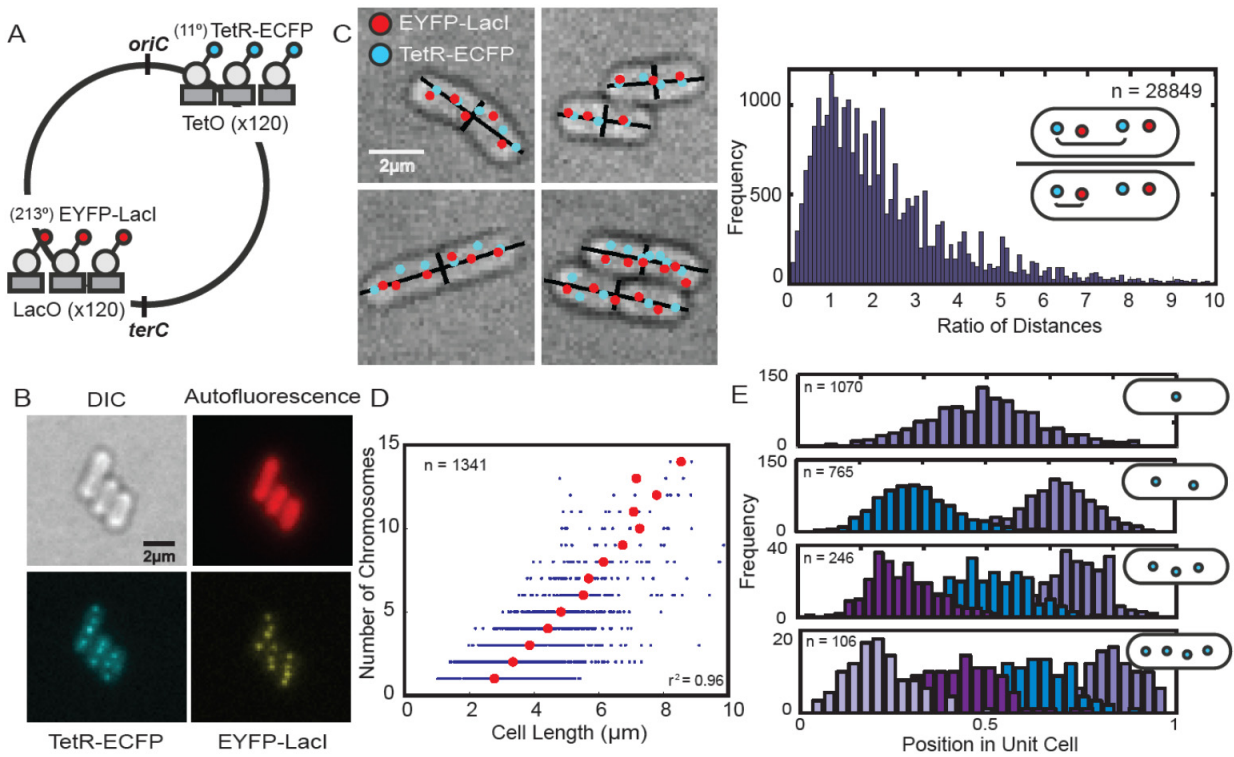 A
(11º) TetR-ECFP
oriC
TetO (x120)
(213º) EYFP-LacI
LacO (x120)
terC
C
EYFP-LacI
TetR-ECFP
2µm
Frequency
1000
500
0
n = 28849
0 1 2 3 4 5 6 7 8 9 10
Ratio of Distances
B
DIC
Autofluorescence
2µm
TetR-ECFP
EYFP-LacI
D
Number of Chromosomes
15
10
5
0
n = 1341
r² = 0.96
0 2 4 6 8 10
Cell Length (µm)
E
Frequency
150
0
n = 1070
150
0
n = 765
40
0
n = 246
20
0
n = 106
0 0.5 1
Position in Unit Cell